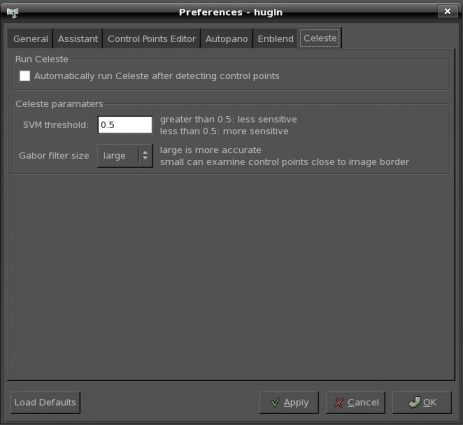 Preferences - hugin
General Assistant Control Points Editor Autopano Enblend Celeste
Run Celeste
Automatically run Celeste after detecting control points
Celeste paramaters
SVM threshold: 0.5 greater than 0.5: less sensitive
less than 0.5: more sensitive
Gabor filter size large large is more accurate
small can examine control points close to image border
Load Defaults Apply Cancel OK